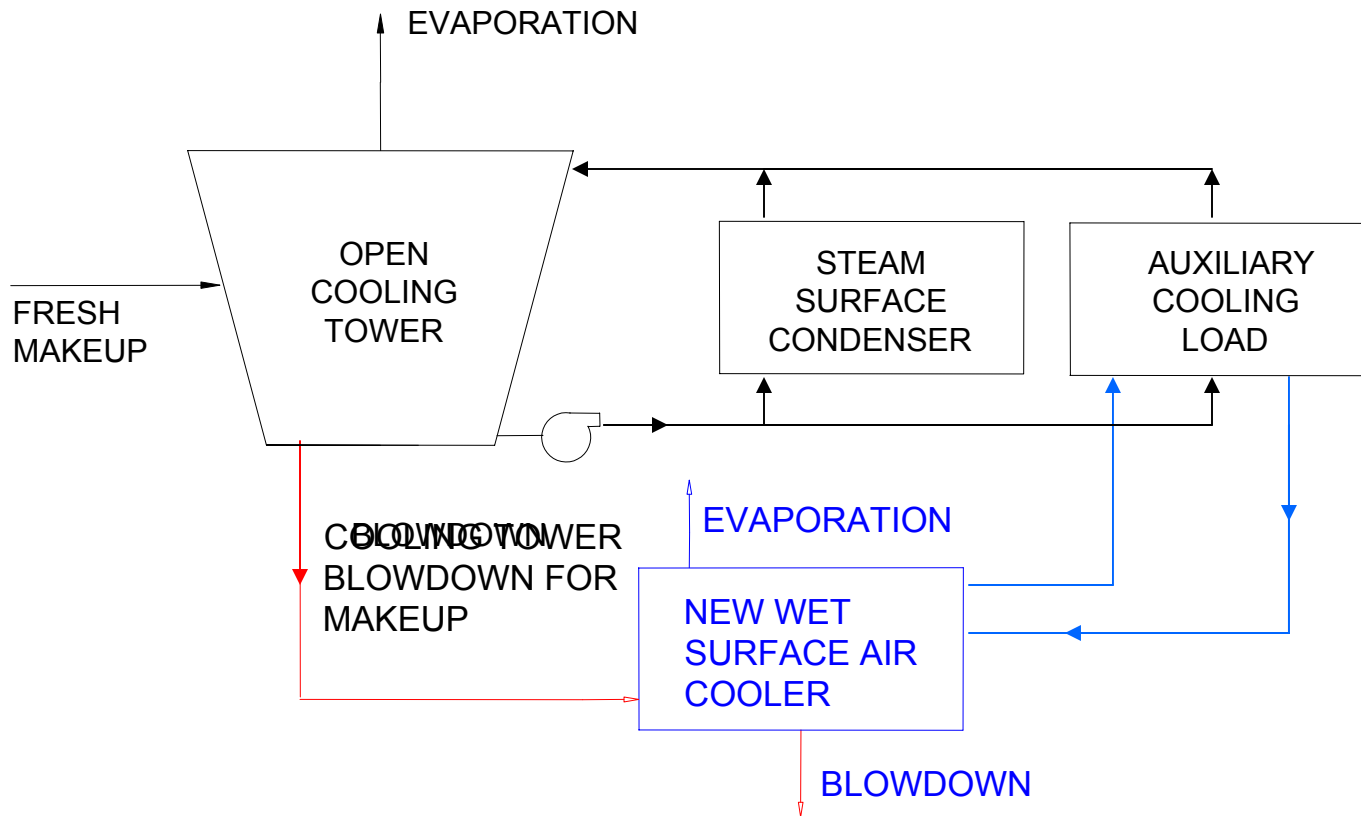 EVAPORATION
OPEN
COOLING
TOWER
FRESH
MAKEUP
STEAM
SURFACE
CONDENSER
AUXILIARY
COOLING
LOAD
BLOWDOWN
COOLING TOWER
BLOWDOWN FOR
MAKEUP
EVAPORATION
NEW WET
SURFACE AIR
COOLER
BLOWDOWN